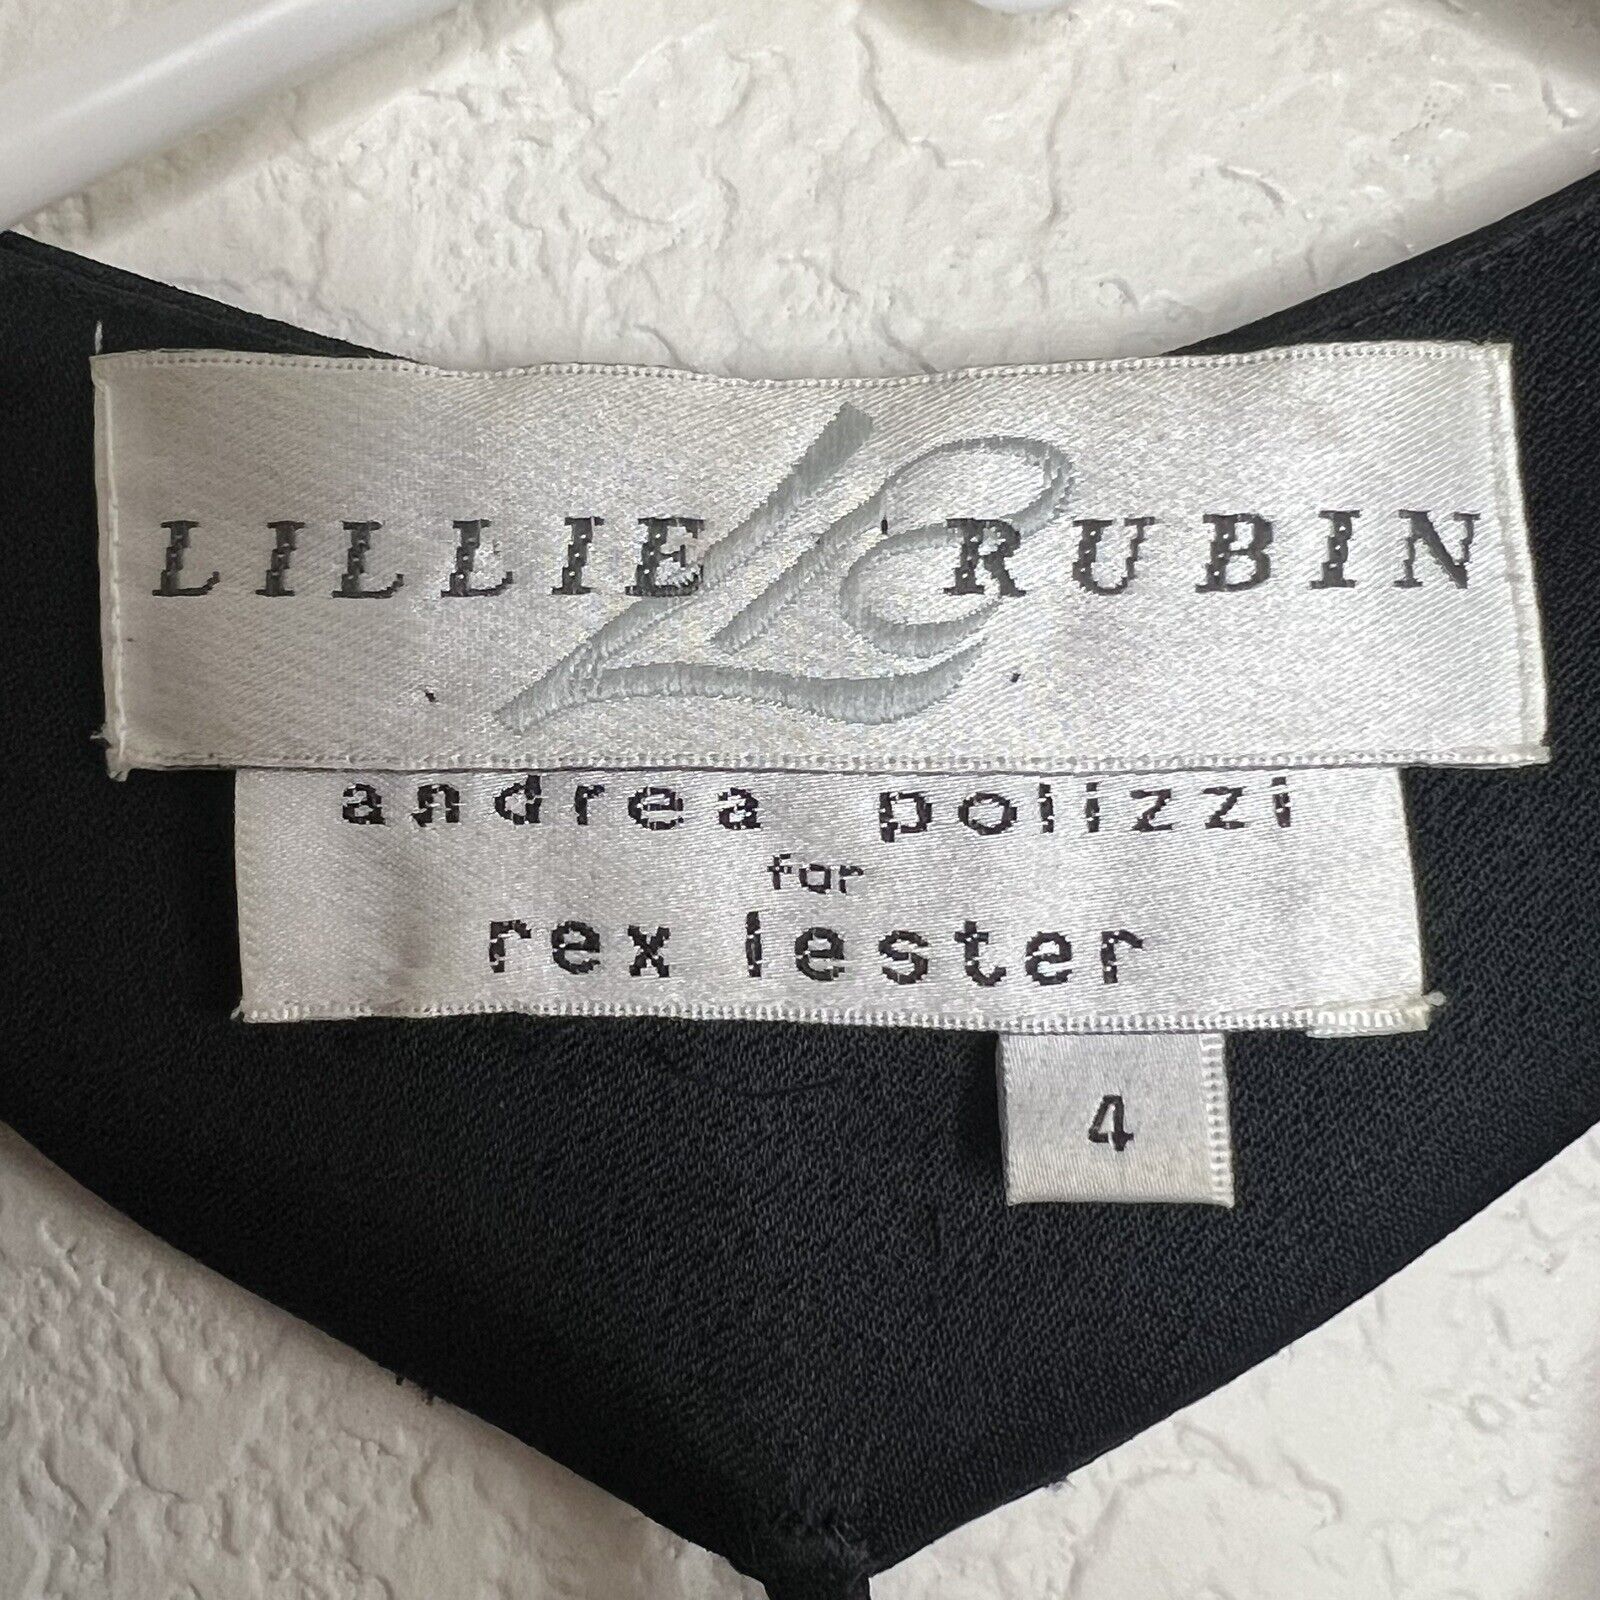 LILLIE RUBIN
andrea polizzi
for
rex lester
4